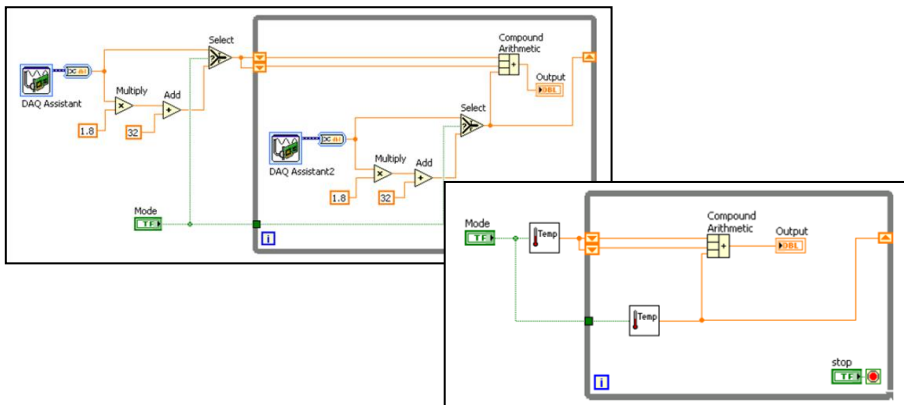 Select
Compound
Arithmetic
DAQ Assistant
Multiply
Add
Output
DBL
1.8
32
Select
DAQ Assistant2
Multiply
Add
1.8
32
Mode
TF
i
Mode
TF
Temp
Compound
Arithmetic
Output
DBL
Temp
stop
TF
i